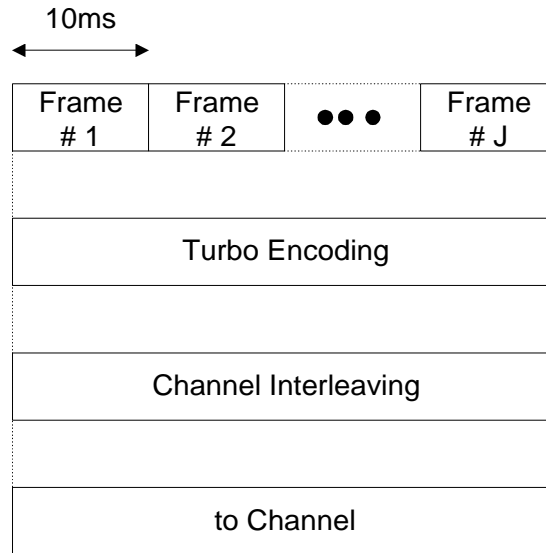 10ms
Frame # 1
Frame # 2
Frame # J
Turbo Encoding
Channel Interleaving
to Channel